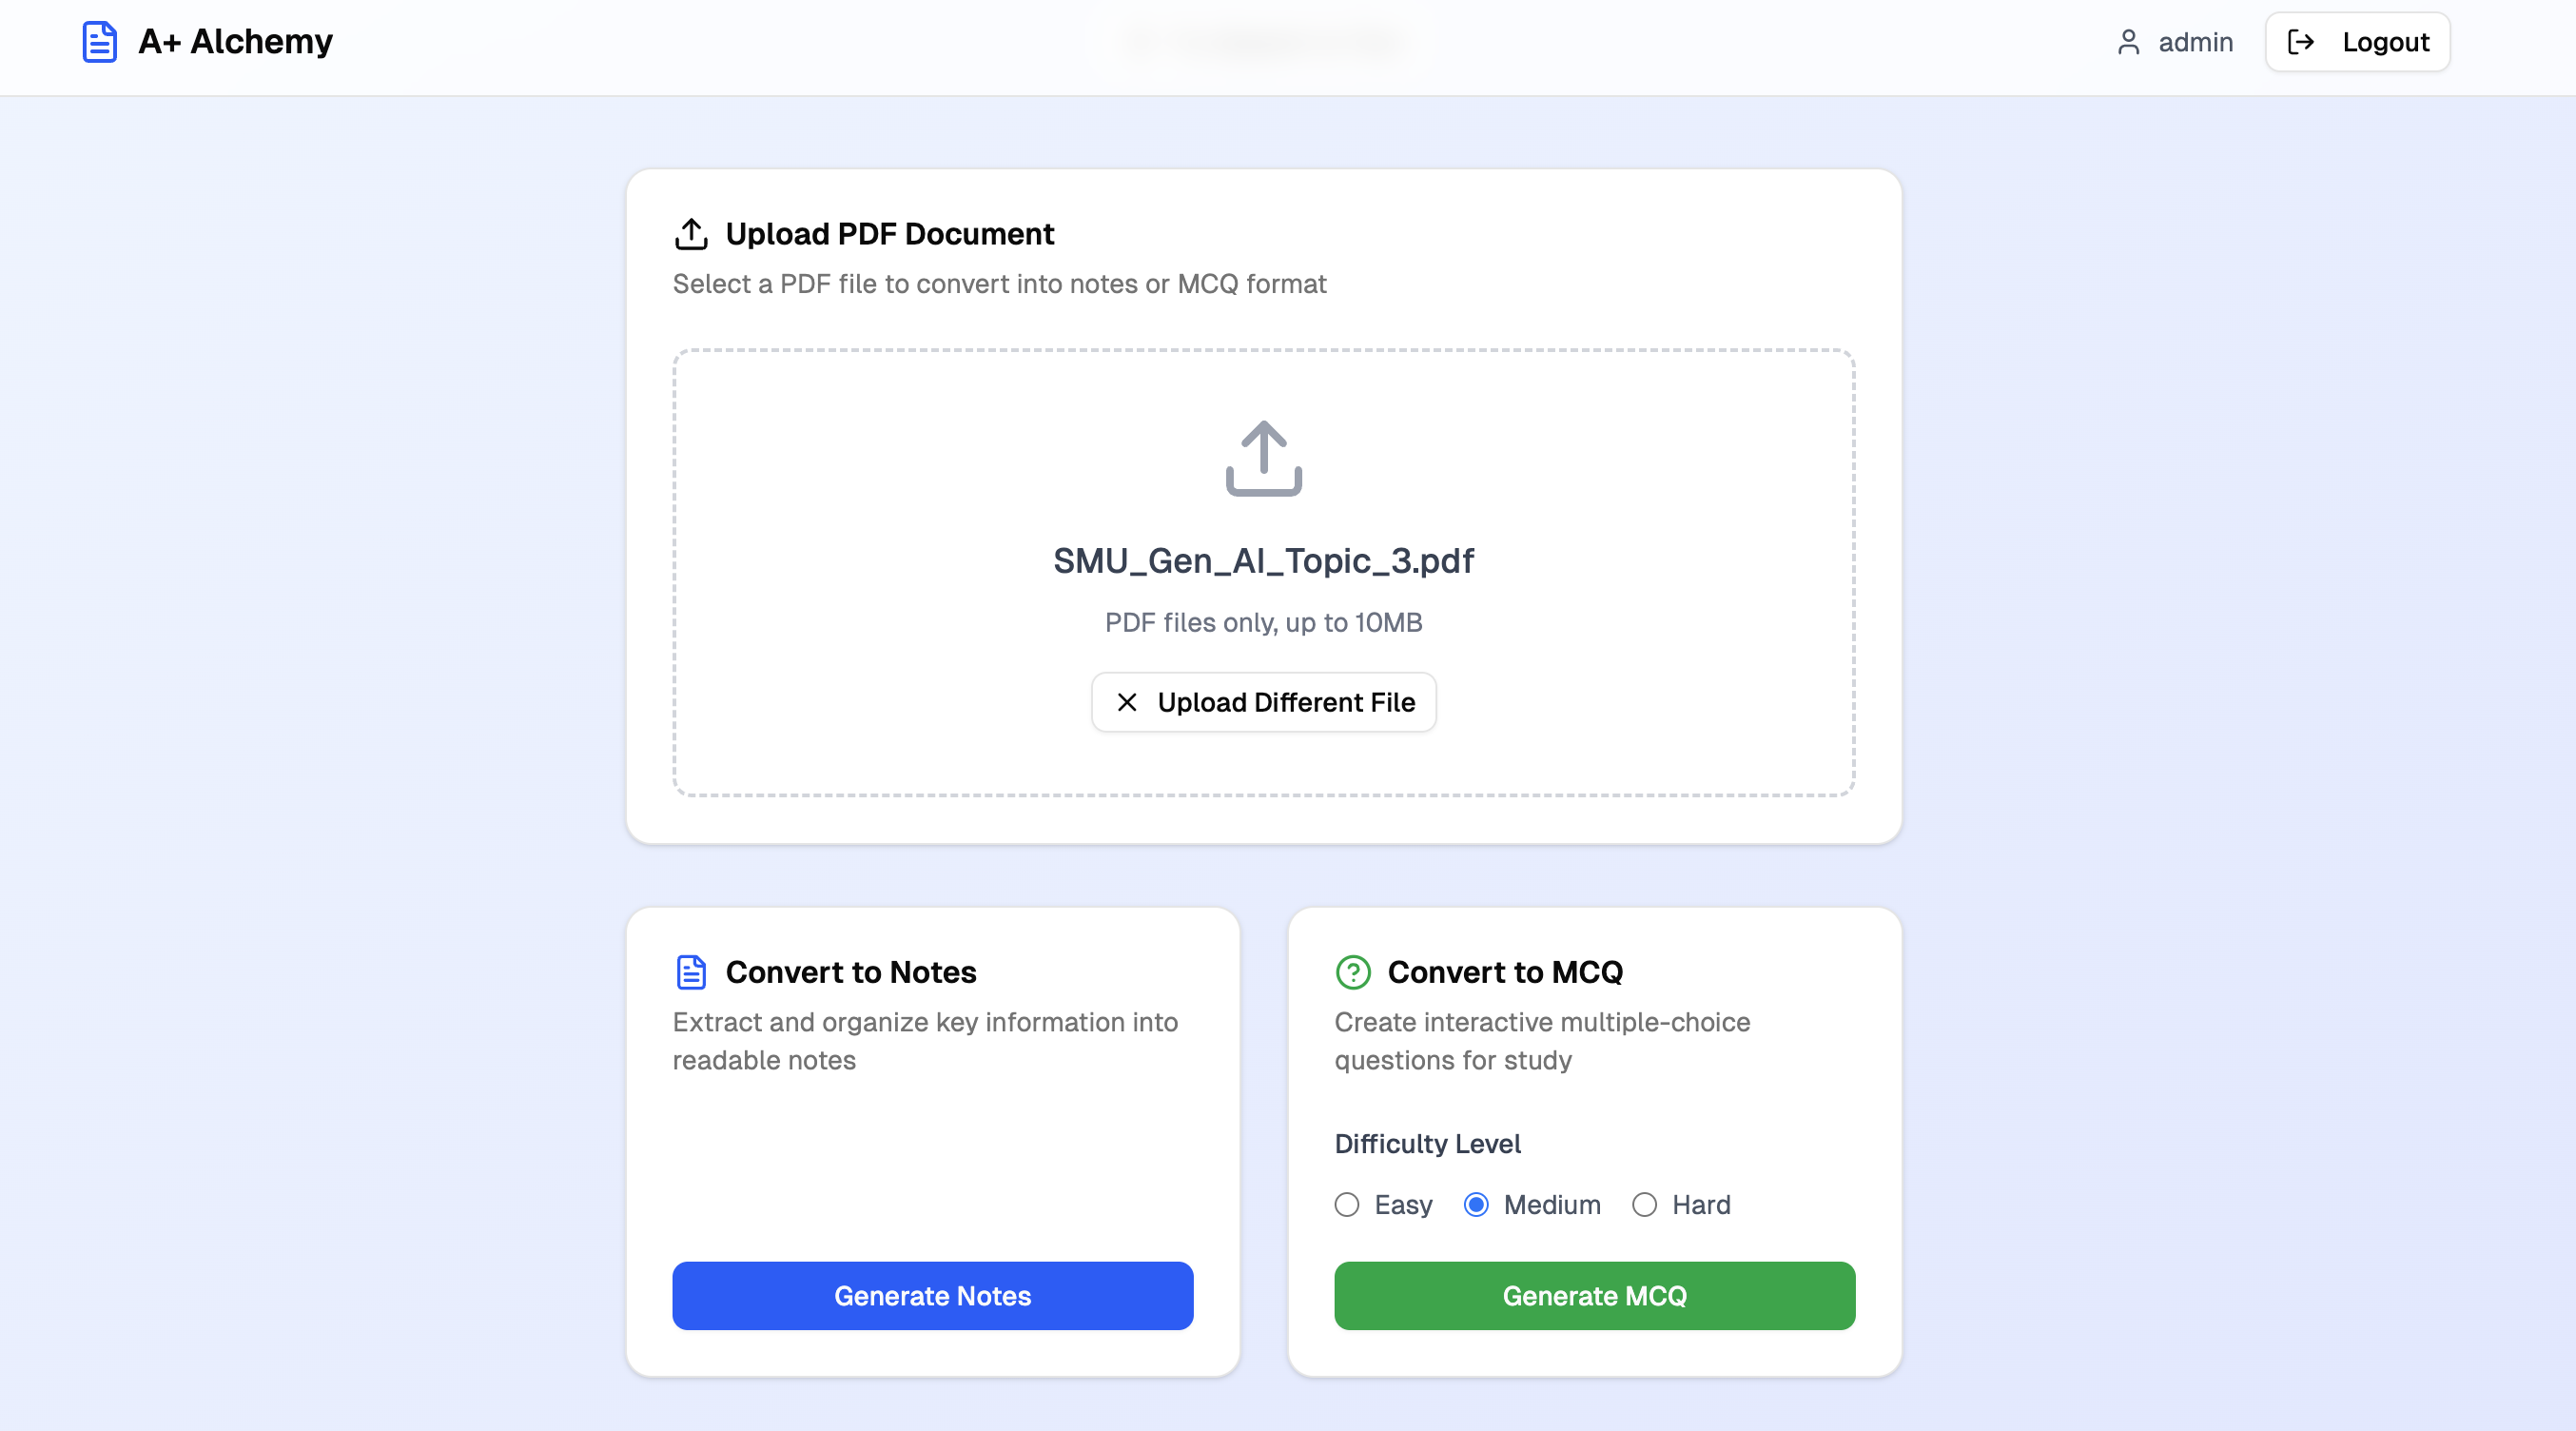 A+ Alchemy
admin
Logout
Upload PDF Document
Select a PDF file to convert into notes or MCQ format
SMU_Gen_AI_Topic_3.pdf
PDF files only, up to 10MB
Upload Different File
Convert to Notes
Extract and organize key information into
readable notes
Generate Notes
Convert to MCQ
Create interactive multiple-choice
questions for study
Difficulty Level
Easy Medium Hard
Generate MCQ